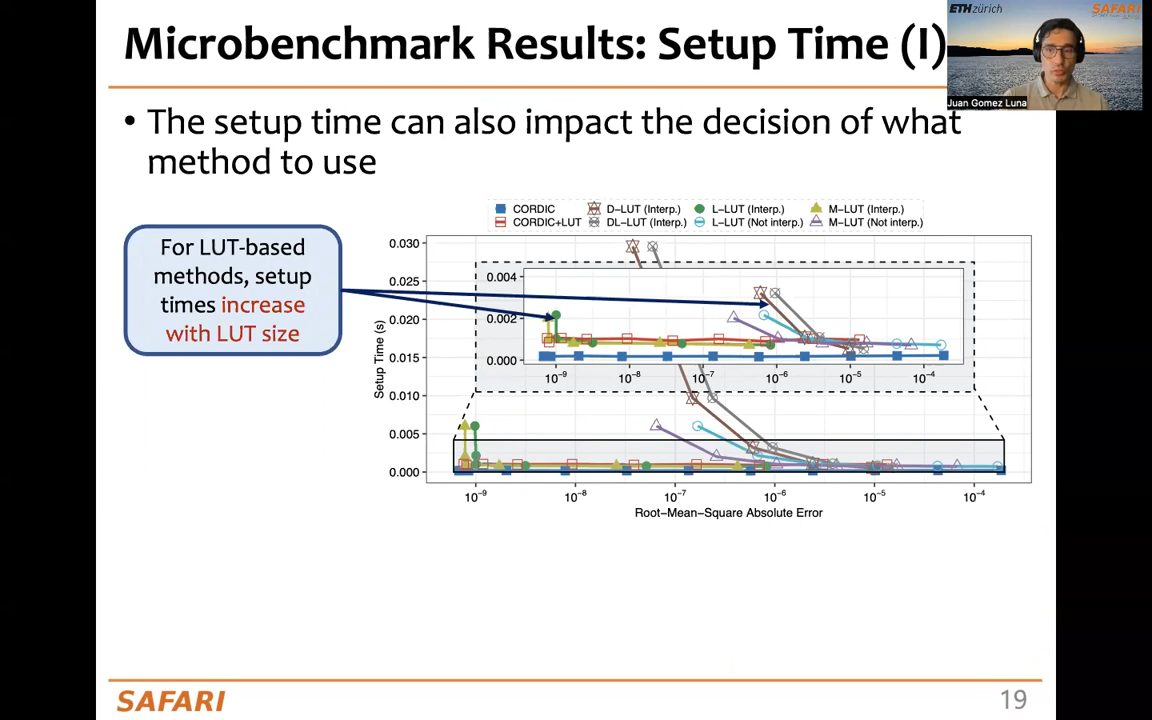 Microbenchmark Results: Setup Time (I)
ETH zürich
SAFARI
Juan Gomez Luna
• The setup time can also impact the decision of what
method to use
For LUT-based
methods, setup
times increase
with LUT size
CORDIC D-LUT (Interp.) L-LUT (Interp.) M-LUT (Interp.)
CORDIC+LUT DL-LUT (Interp.) L-LUT (Not interp.) M-LUT (Not interp.)
Setup Time (s)
0.030
0.025
0.020
0.015
0.010
0.005
0.000
0.004
0.002
0.000
10⁻⁹ 10⁻⁸ 10⁻⁷ 10⁻⁶ 10⁻⁵ 10⁻⁴
10⁻⁹ 10⁻⁸ 10⁻⁷ 10⁻⁶ 10⁻⁵ 10⁻⁴
Root-Mean-Square Absolute Error
SAFARI
19